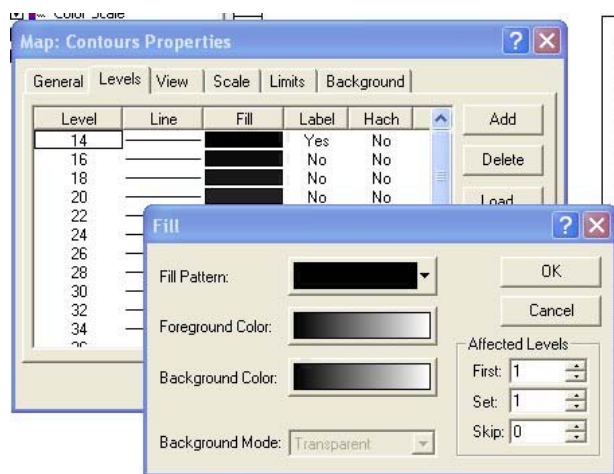 Color Scale
Map: Contours Properties
General Levels View Scale Limits Background
Level Line Fill Label Hach
Add
14 Yes No
16 No No
Delete
18 No No
20 No No
Load
22
24
26
28
30
32
34
Fill
Fill Pattern:
OK
Foreground Color:
Cancel
Background Color:
Affected Levels
First: 1
Set: 1
Skip: 0
Background Mode: Transparent